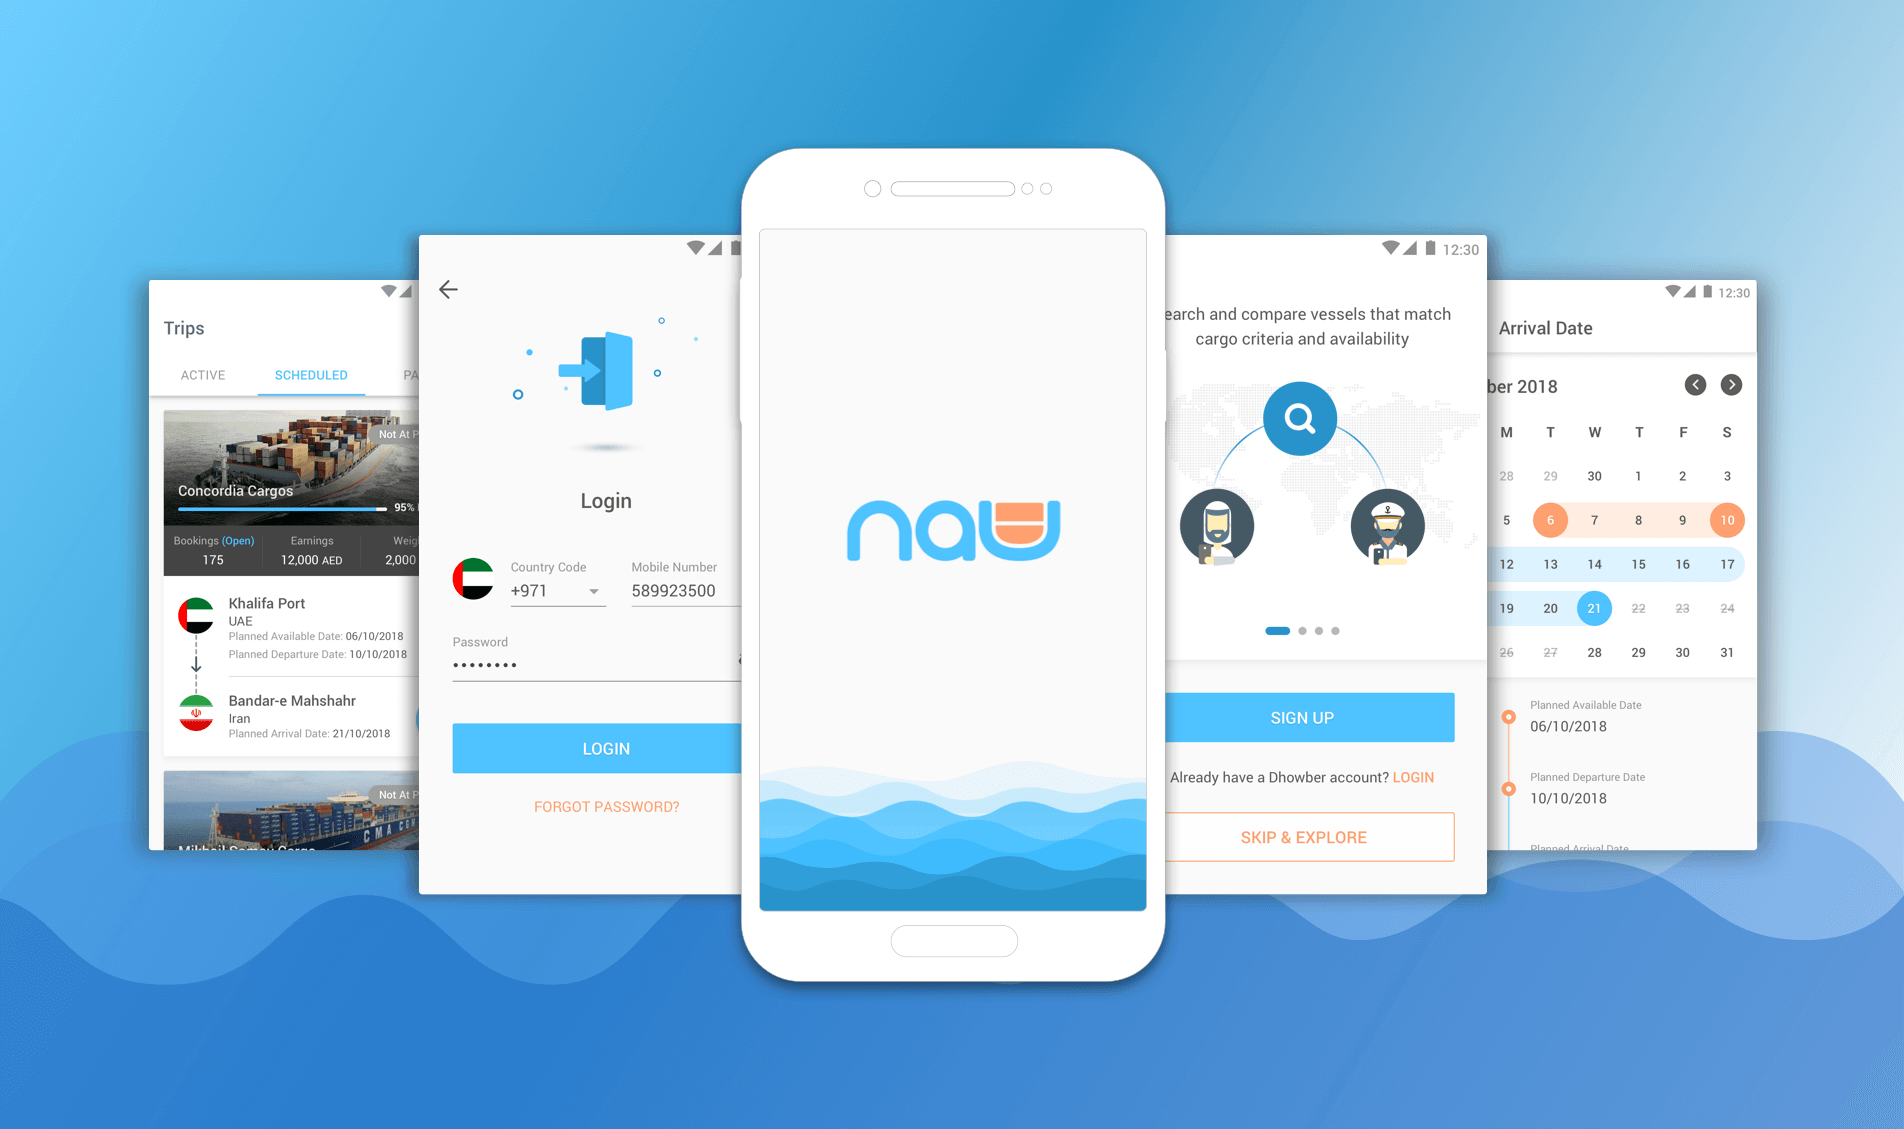 Trips
ACTIVE
SCHEDULED
PA
Not At P
Concordia Cargos
95%
Bookings (Open)
Earnings
Weig
175
12,000 AED
2,000
Khalifa Port
UAE
Planned Available Date: 06/10/2018
Planned Departure Date: 10/10/2018
Bandar-e Mahshahr
Iran
Planned Arrival Date: 21/10/2018
Not At P
CMA CGM
Login
Country Code
Mobile Number
+971
589923500
Password
LOGIN
FORGOT PASSWORD?
nau
12:30
earch and compare vessels that match
cargo criteria and availability
SIGN UP
Already have a Dhowber account? LOGIN
SKIP & EXPLORE
12:30
Arrival Date
ber 2018
M T W T F S
28 29 30 1 2 3
5 6 7 8 9 10
12 13 14 15 16 17
19 20 21 22 23 24
26 27 28 29 30 31
Planned Available Date
06/10/2018
Planned Departure Date
10/10/2018
Planned Arrival Date